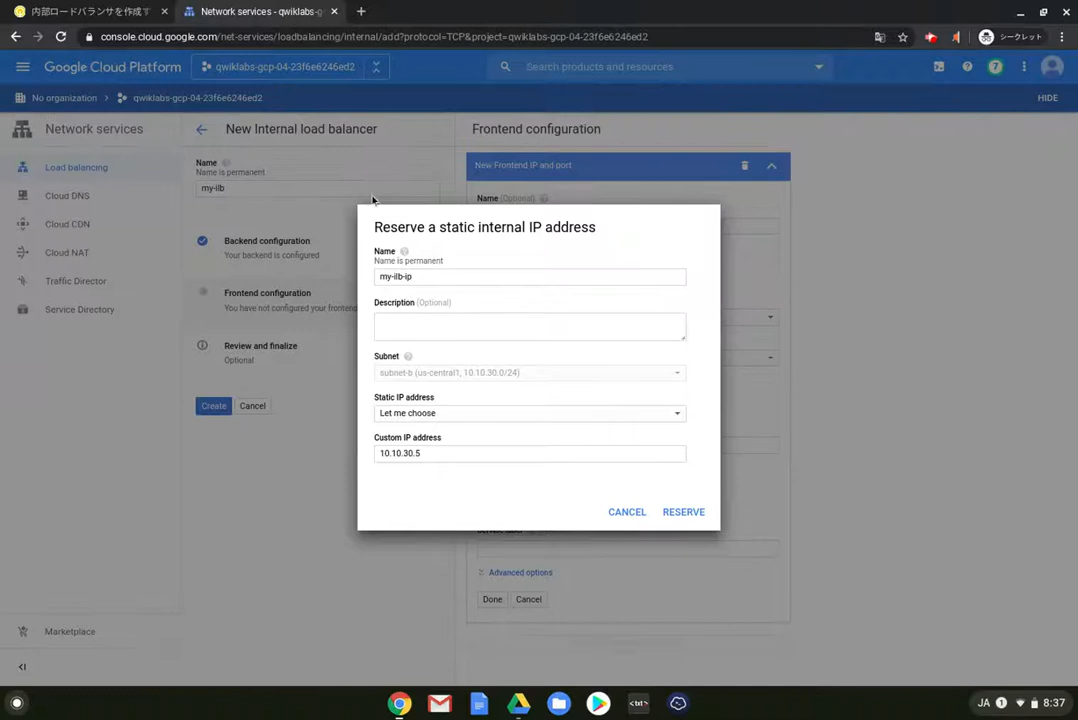 内部ロードバランサを作成す
Network services - qwiklabs-g
console.cloud.google.com/net-services/loadbalancing/internal/add?protocol=TCP&project=qwiklabs-gcp-04-23f6e6246ed2
シークレット
Google Cloud Platform
qwiklabs-gcp-04-23f6e6246ed2
Search products and resources
7
No organization
qwiklabs-gcp-04-23f6e6246ed2
HIDE
Network services
Load balancing
Cloud DNS
Cloud CDN
Cloud NAT
Traffic Director
Service Directory
Marketplace
New Internal load balancer
Name
Name is permanent
my-ilb
Backend configuration
Your backend is configured
Frontend configuration
You have not configured your frontend
Review and finalize
Optional
Create
Cancel
Frontend configuration
New Frontend IP and port
Name (Optional)
Reserve a static internal IP address
Name
Name is permanent
my-ilb-ip
Description (Optional)
Subnet
subnet-b (us-central1, 10.10.30.0/24)
Static IP address
Let me choose
Custom IP address
10.10.30.5
CANCEL
RESERVE
Advanced options
Done
Cancel
<txt>
JA
1
8:37